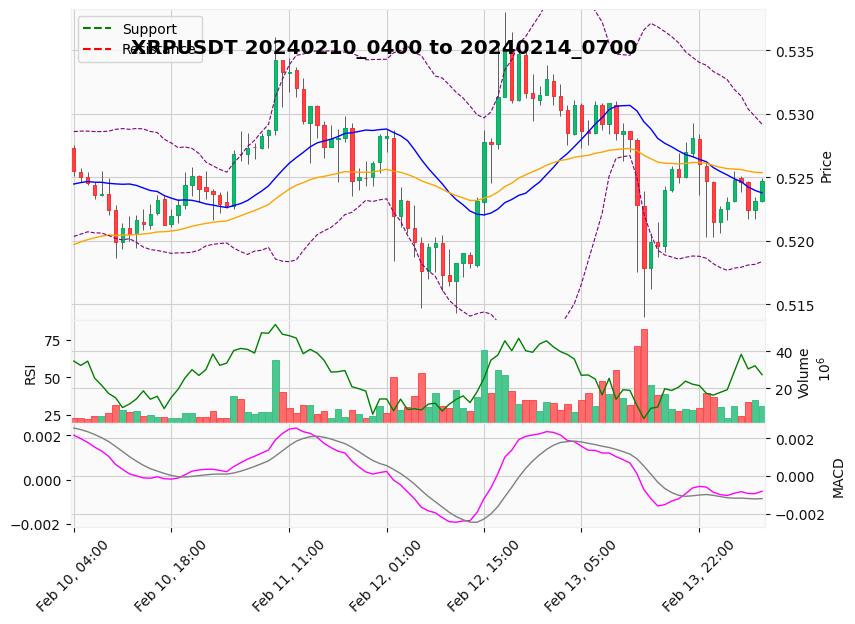 XRPUSDT 20240210_0400 to 20240214_0700
Support
Resistance
0.535
0.530
0.525
0.520
0.515
Price
75
50
25
RSI
40
20
Volume
10^6
0.002
0.000
−0.002
0.002
0.000
−0.002
MACD
Feb 10, 04:00
Feb 10, 18:00
Feb 11, 11:00
Feb 12, 01:00
Feb 12, 15:00
Feb 13, 05:00
Feb 13, 22:00